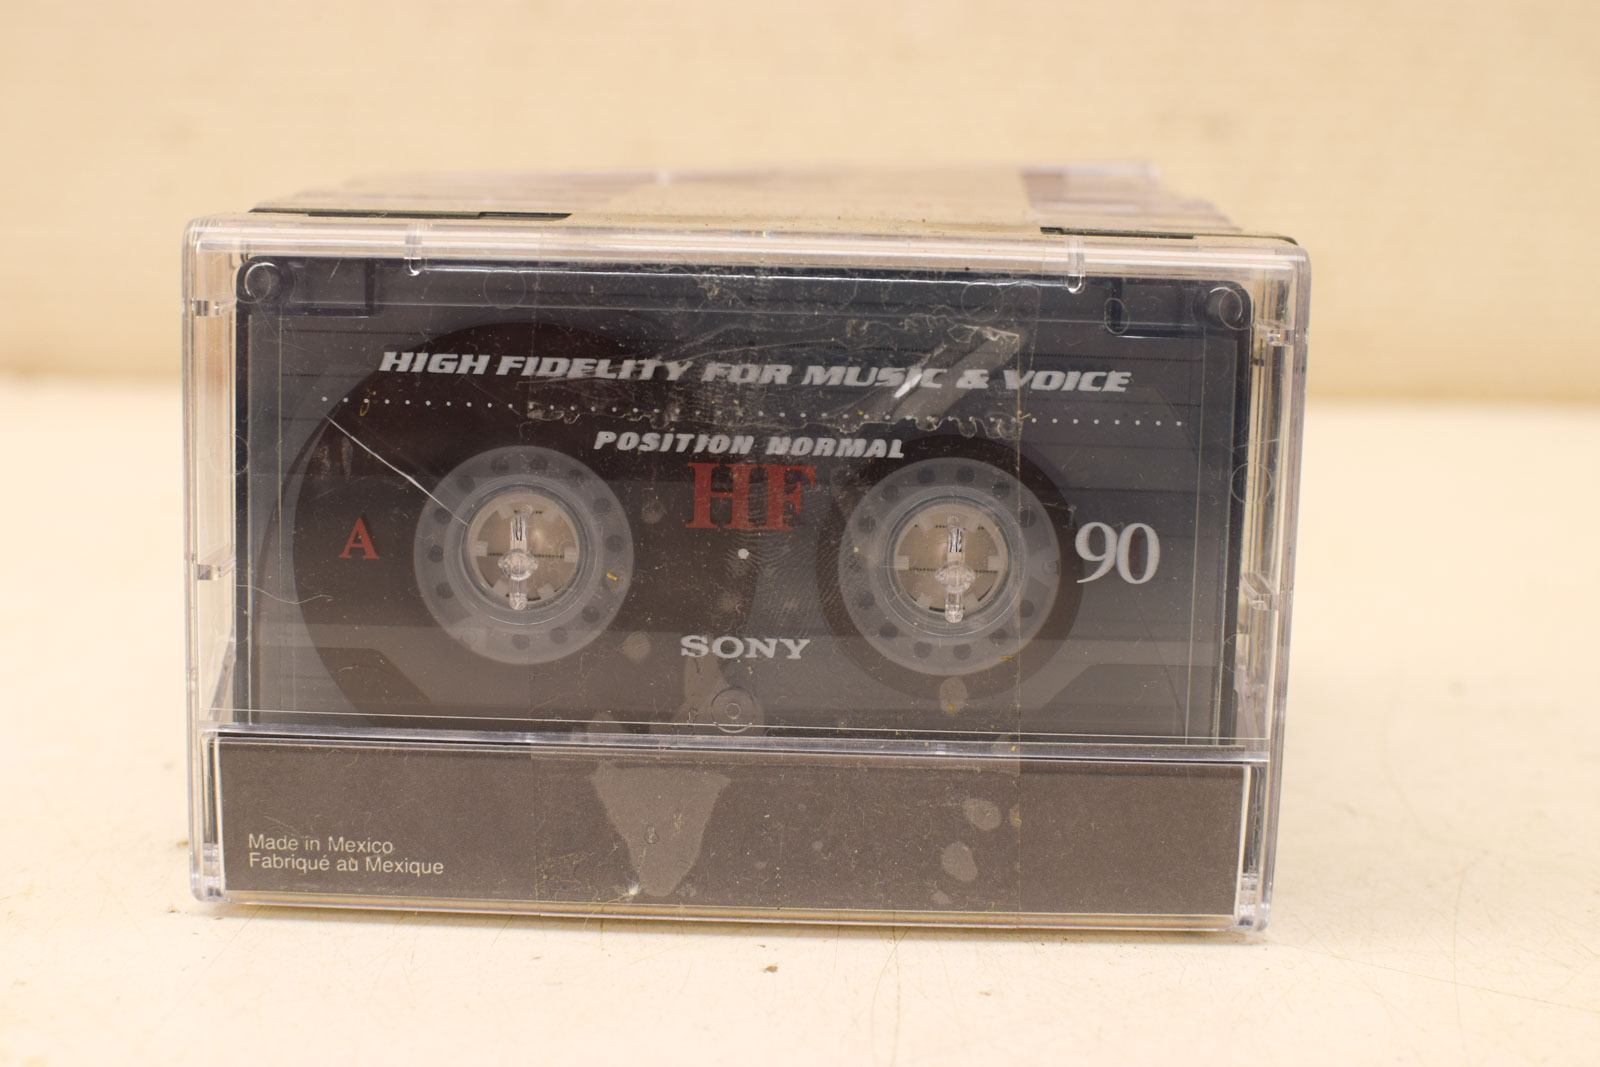 HIGH FIDELITY FOR MUSIC & VOICE
POSITION NORMAL
HF
A
90
SONY
Made in Mexico
Fabriqué au Mexique